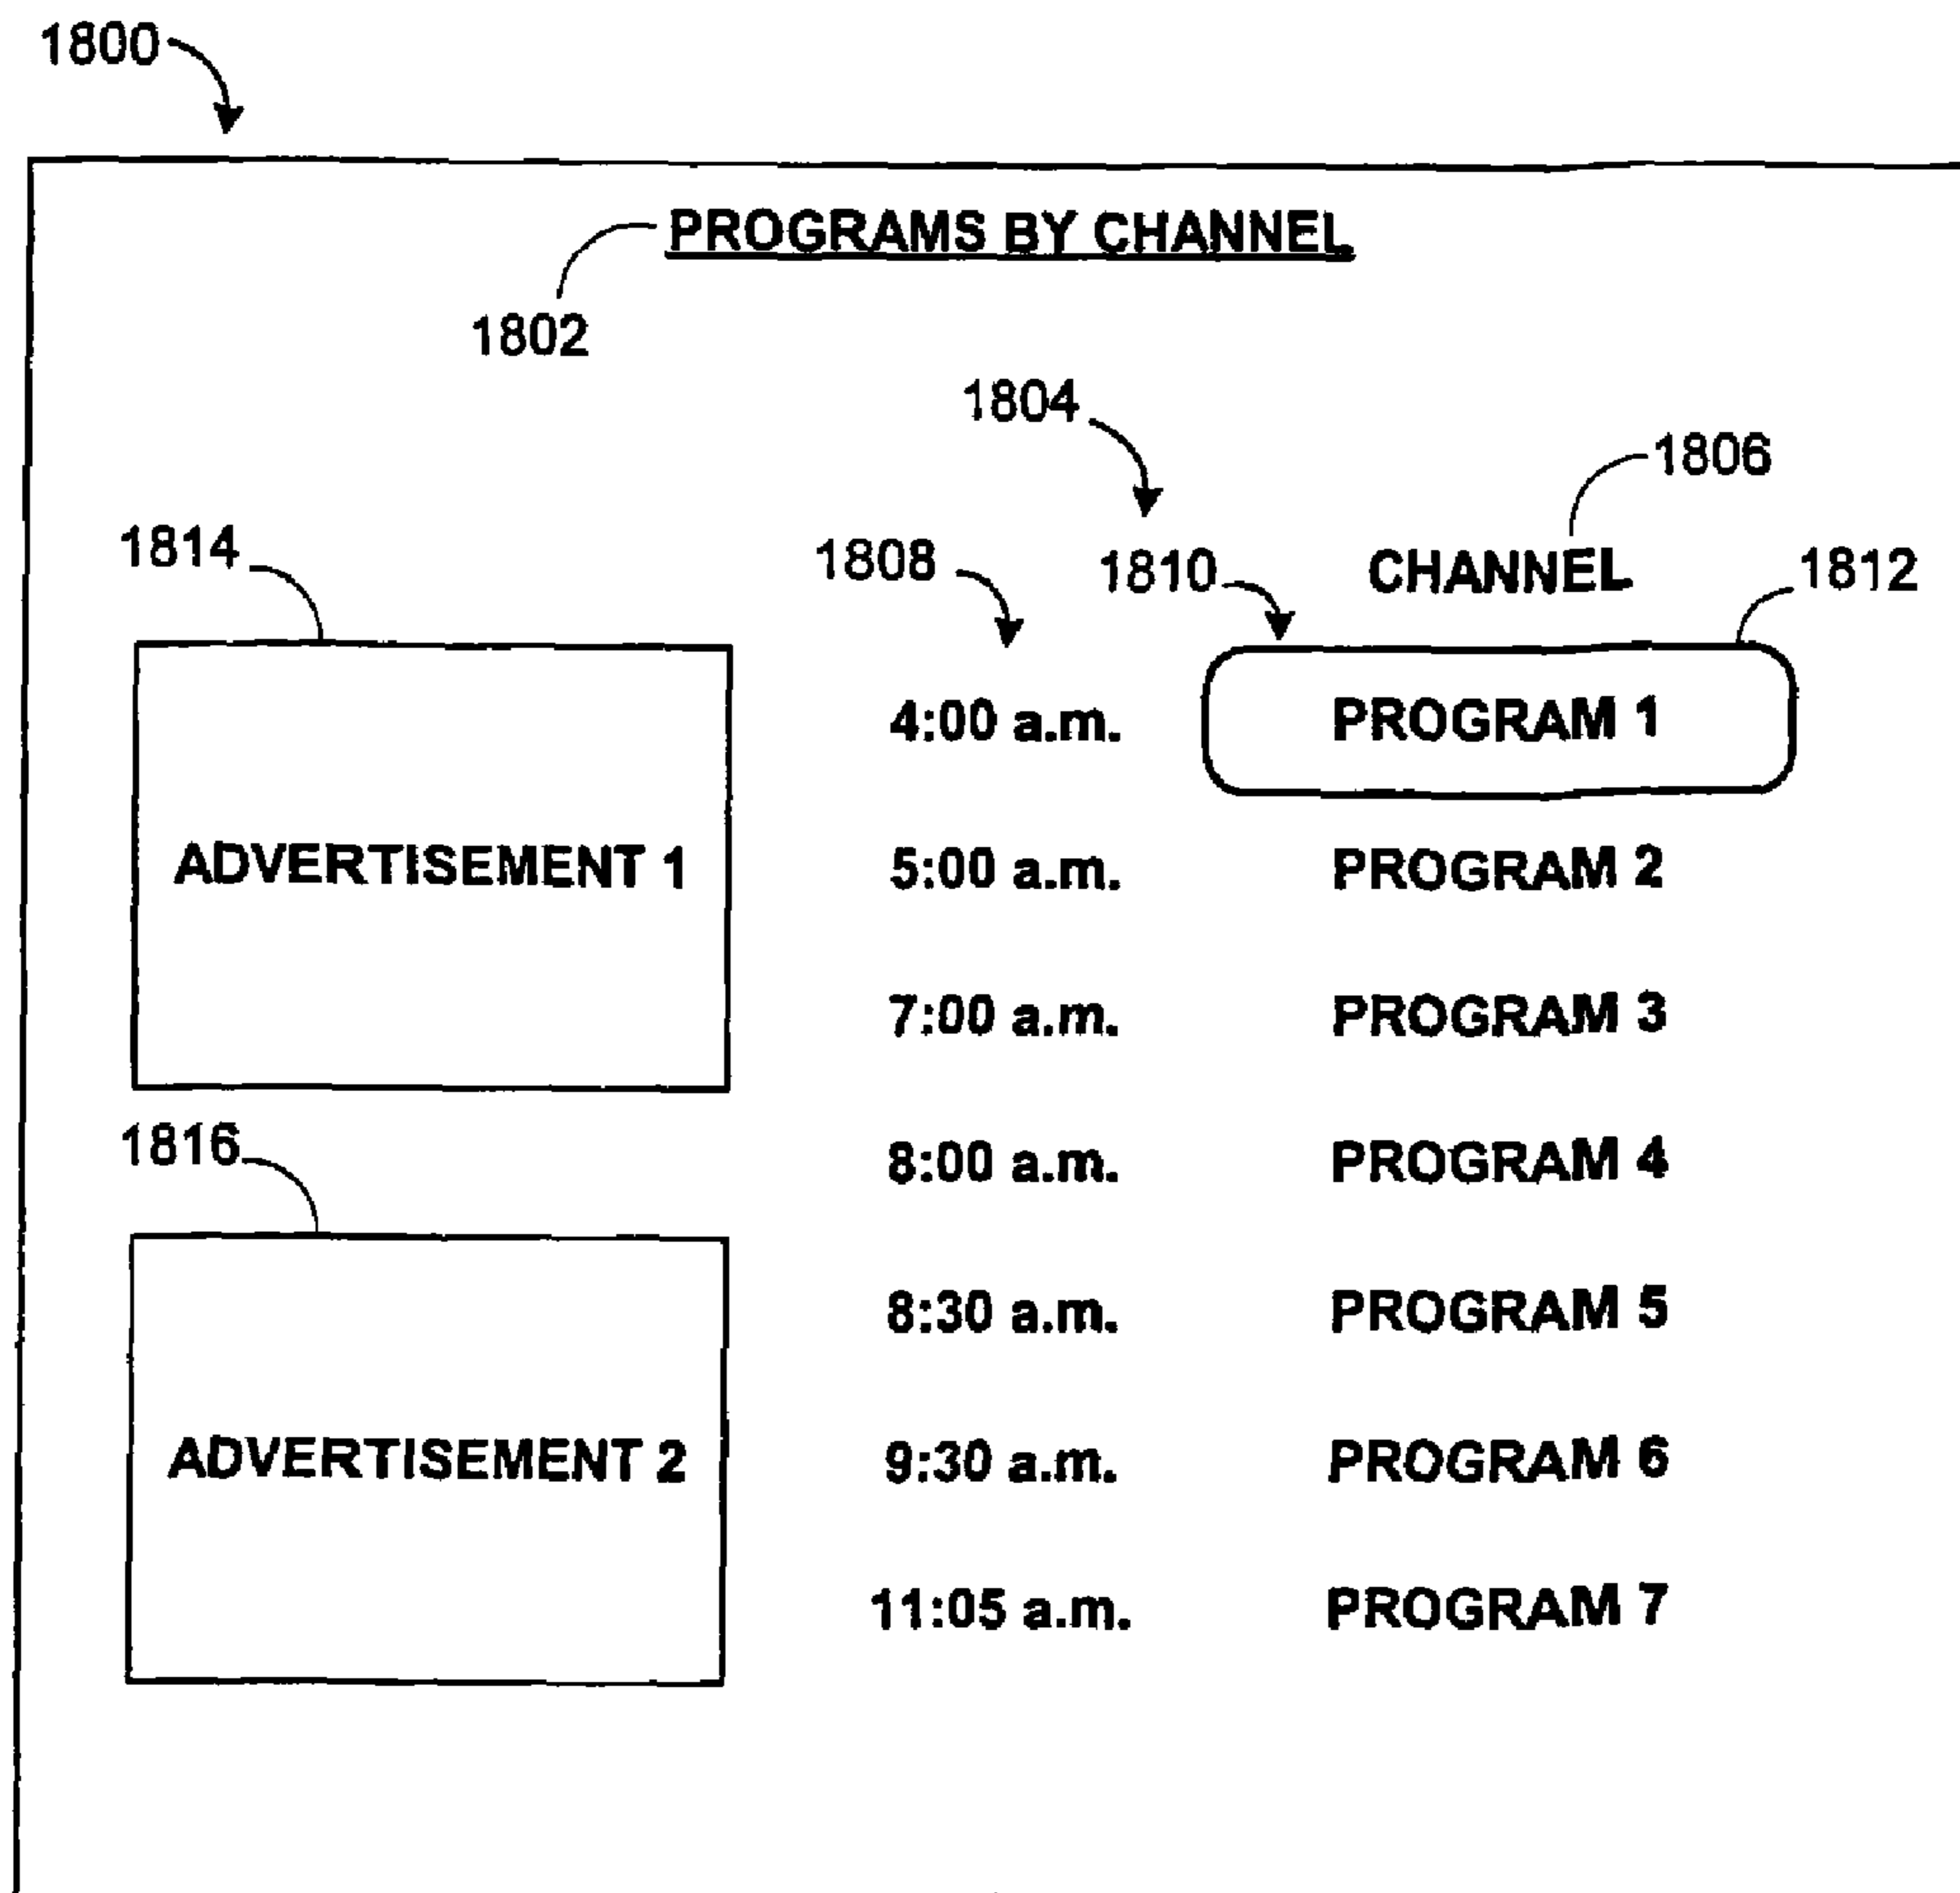 1800
PROGRAMS BY CHANNEL
1802
1804
1806
1814
1808
1810
CHANNEL
1812
4:00 a.m. PROGRAM 1
ADVERTISEMENT 1
5:00 a.m. PROGRAM 2
7:00 a.m. PROGRAM 3
1816
8:00 a.m. PROGRAM 4
8:30 a.m. PROGRAM 5
ADVERTISEMENT 2
9:30 a.m. PROGRAM 6
11:05 a.m. PROGRAM 7